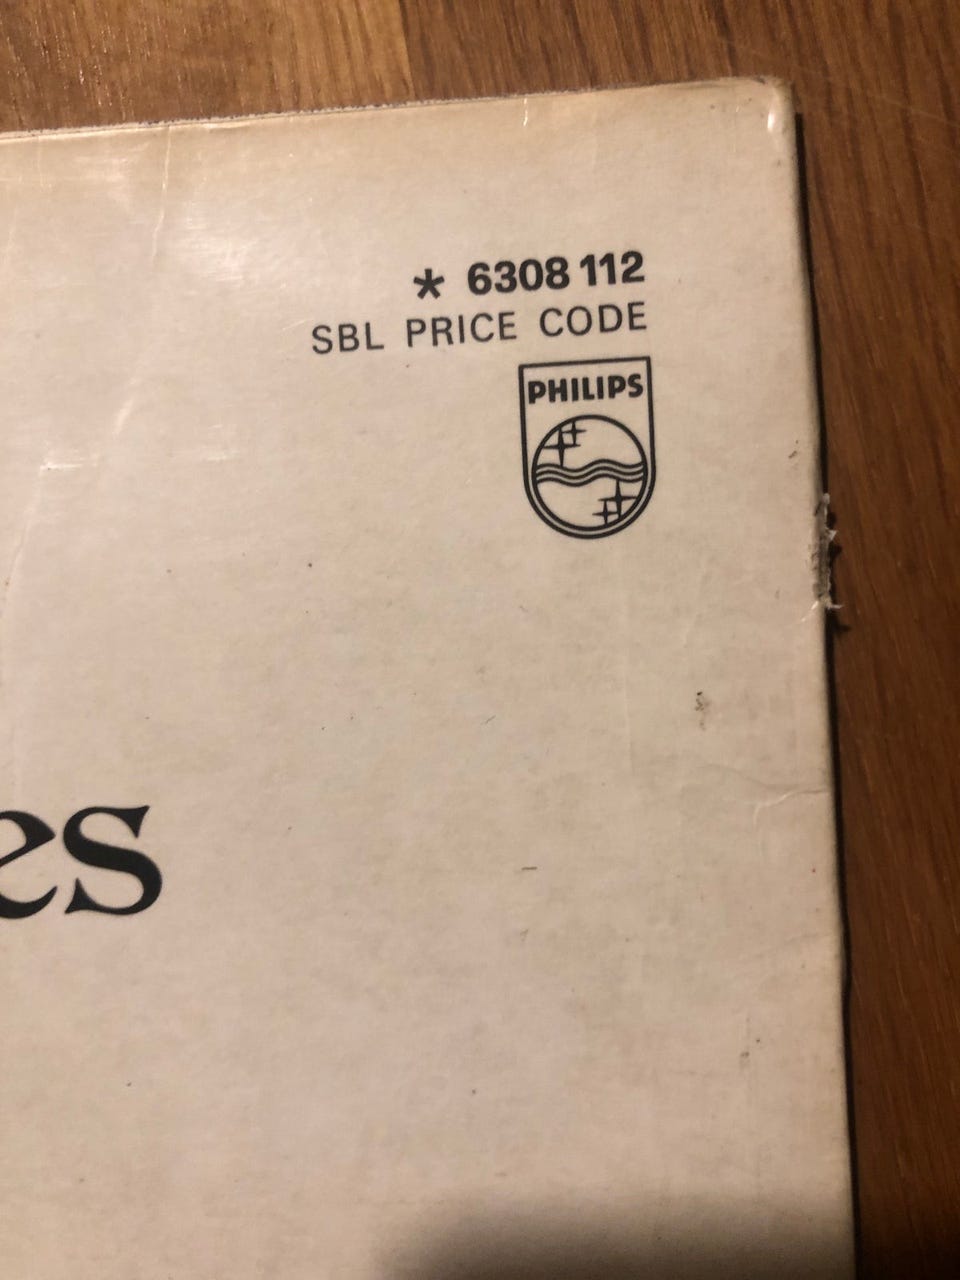 * 6308 112
SBL PRICE CODE
PHILIPS
es